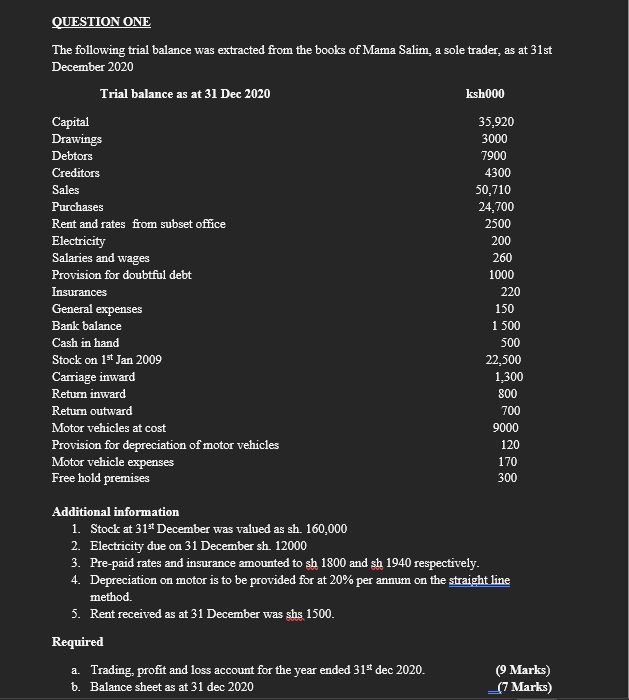 QUESTION ONE
The following trial balance was extracted from the books of Mama Salim, a sole trader, as at 31st
December 2020
Trial balance as at 31 Dec 2020 ksh000
Capital 35,920
Drawings 3000
Debtors 7900
Creditors 4300
Sales 50,710
Purchases 24,700
Rent and rates from subset office 2500
Electricity 200
Salaries and wages 260
Provision for doubtful debt 1000
Insurances 220
General expenses 150
Bank balance 1 500
Cash in hand 500
Stock on 1st Jan 2009 22,500
Carriage inward 1,300
Return inward 800
Return outward 700
Motor vehicles at cost 9000
Provision for depreciation of motor vehicles 120
Motor vehicle expenses 170
Free hold premises 300
Additional information
1. Stock at 31st December was valued as sh. 160,000
2. Electricity due on 31 December sh. 12000
3. Pre-paid rates and insurance amounted to sh 1800 and sh 1940 respectively.
4. Depreciation on motor is to be provided for at 20% per annum on the straight line
method.
5. Rent received as at 31 December was shs 1500.
Required
a. Trading, profit and loss account for the year ended 31st dec 2020. (9 Marks)
b. Balance sheet as at 31 dec 2020 (7 Marks)